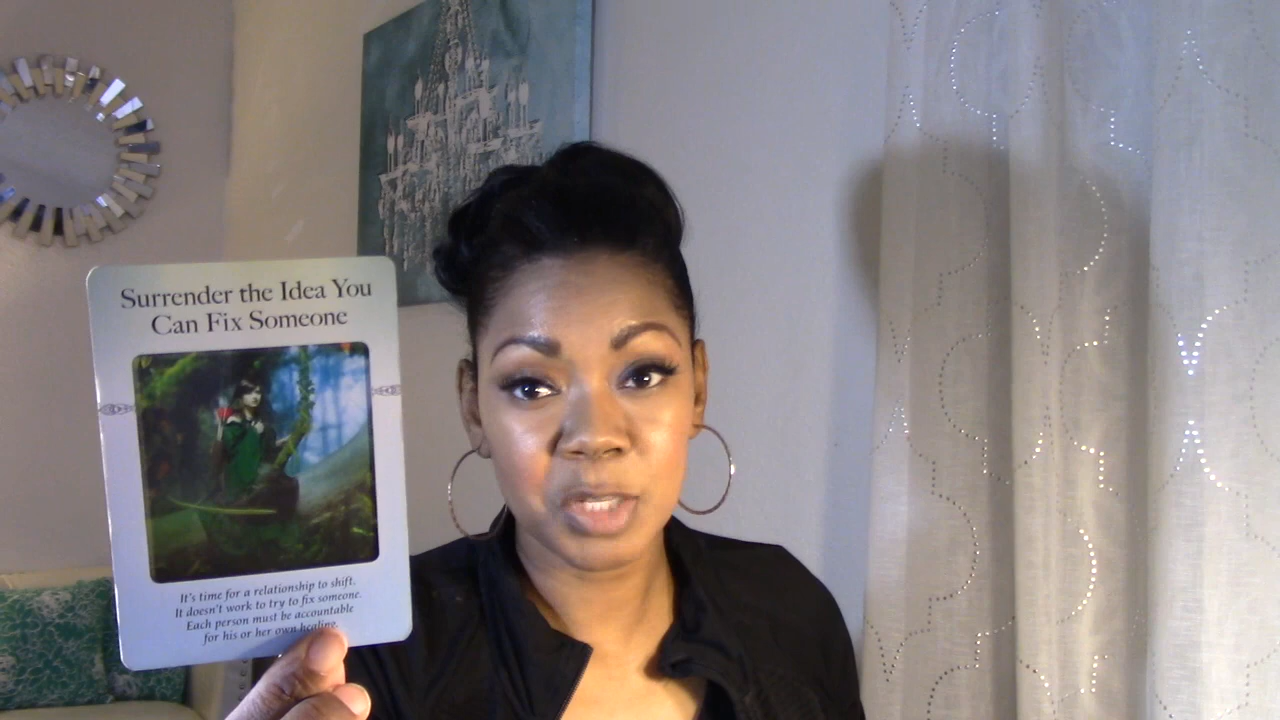 Surrender the Idea You
Can Fix Someone
It's time for a relationship to shift.
It doesn't work to try to fix someone.
Each person must be accountable
for his or her own healing.